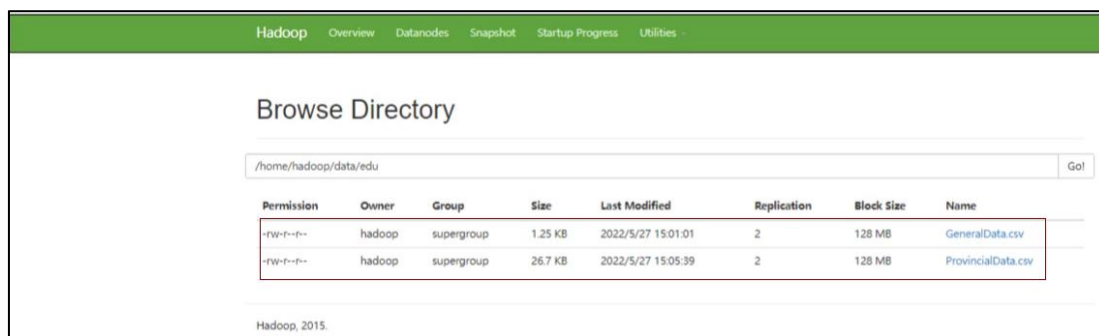 Hadoop Overview Datanodes Snapshot Startup Progress Utilities
Browse Directory
/home/hadoop/data/edu Go!
Permission Owner Group Size Last Modified Replication Block Size Name
-rw-r--r-- hadoop supergroup 1.25 KB 2022/5/27 15:01:01 2 128 MB GeneralData.csv
-rw-r--r-- hadoop supergroup 26.7 KB 2022/5/27 15:05:39 2 128 MB ProvincialData.csv
Hadoop, 2015.